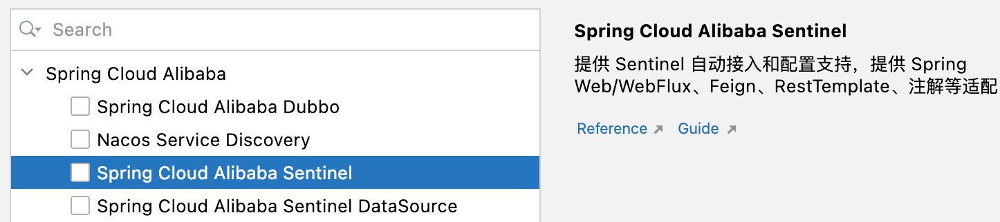 Search
Spring Cloud Alibaba
Spring Cloud Alibaba Dubbo
Nacos Service Discovery
Spring Cloud Alibaba Sentinel
Spring Cloud Alibaba Sentinel DataSource
Spring Cloud Alibaba Sentinel
提供 Sentinel 自动接入和配置支持，提供 Spring
Web/WebFlux、Feign、RestTemplate、注解等适配
Reference Guide